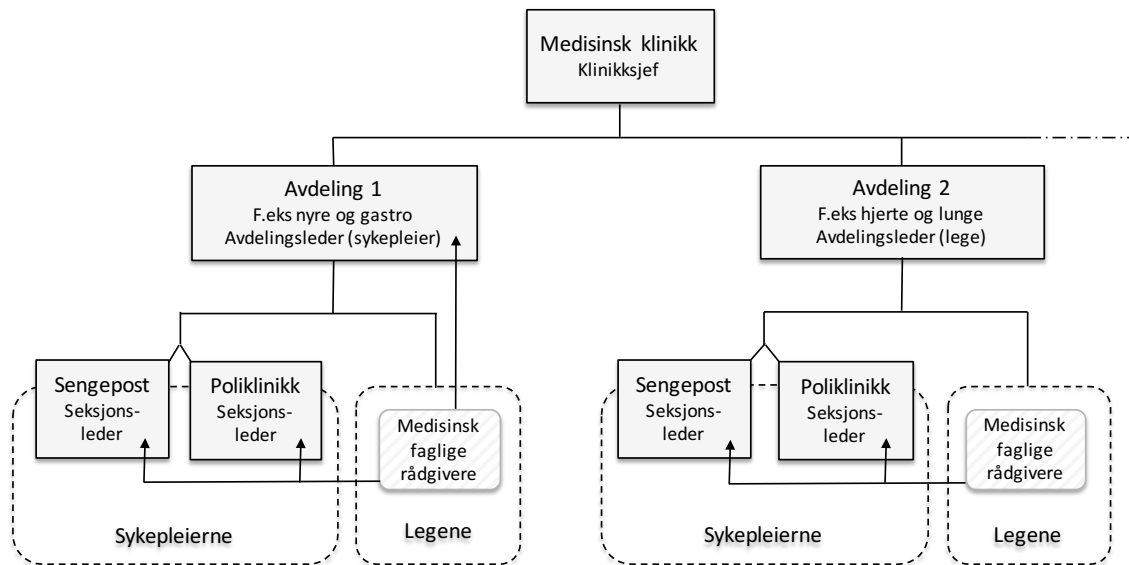 Medisinsk klinikk
Klinikksjef
Avdeling 1
F.eks nyre og gastro
Avdelingsleder (sykepleier)
Avdeling 2
F.eks hjerte og lunge
Avdelingsleder (lege)
Sengepost
Seksjons-
leder
Poliklinikk
Seksjons-
leder
Medisinsk
faglige
rådgivere
Sykepleierne
Legene
Sengepost
Seksjons-
leder
Poliklinikk
Seksjons-
leder
Medisinsk
faglige
rådgivere
Sykepleierne
Legene